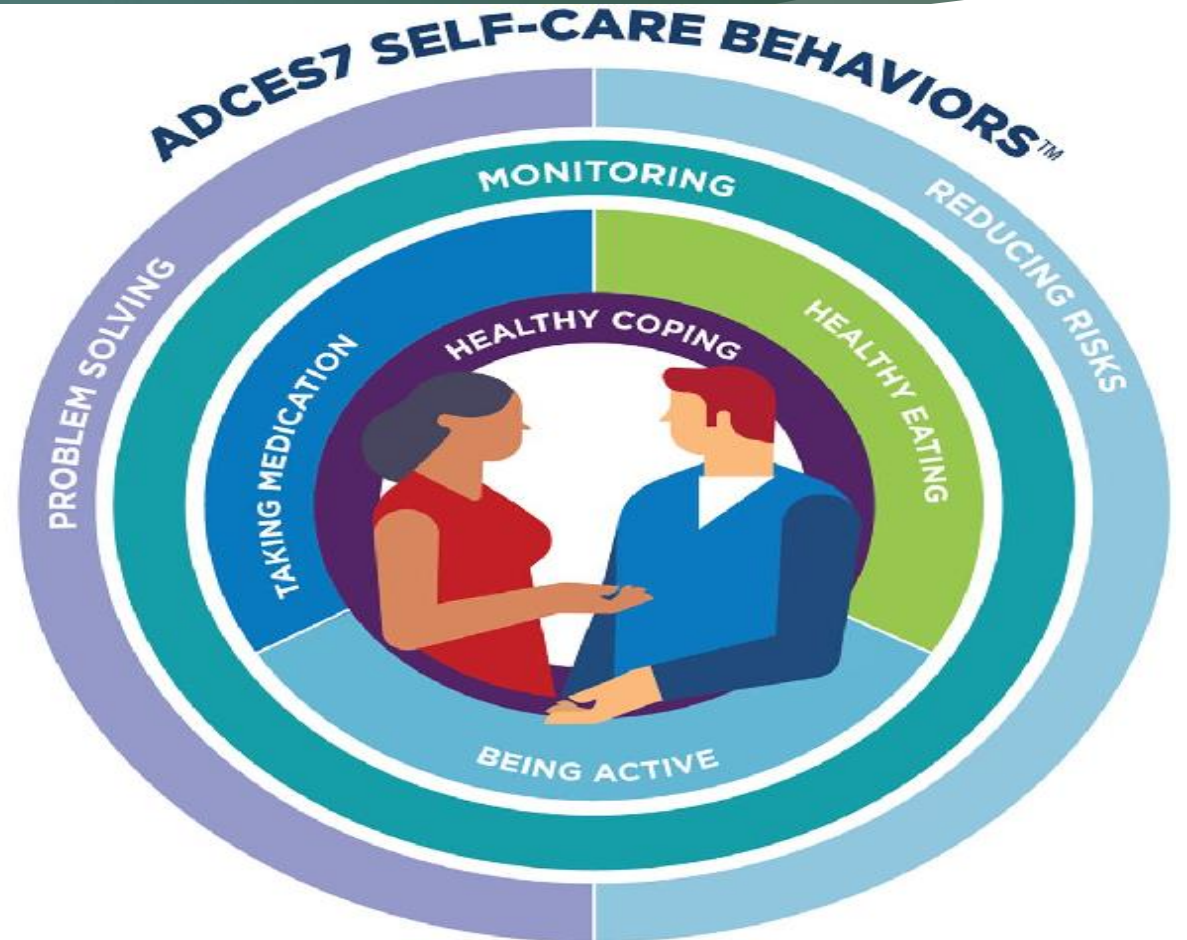 ADCES7 SELF-CARE BEHAVIORS™
MONITORING
REDUCING RISKS
PROBLEM SOLVING
HEALTHY COPING
HEALTHY EATING
TAKING MEDICATION
BEING ACTIVE